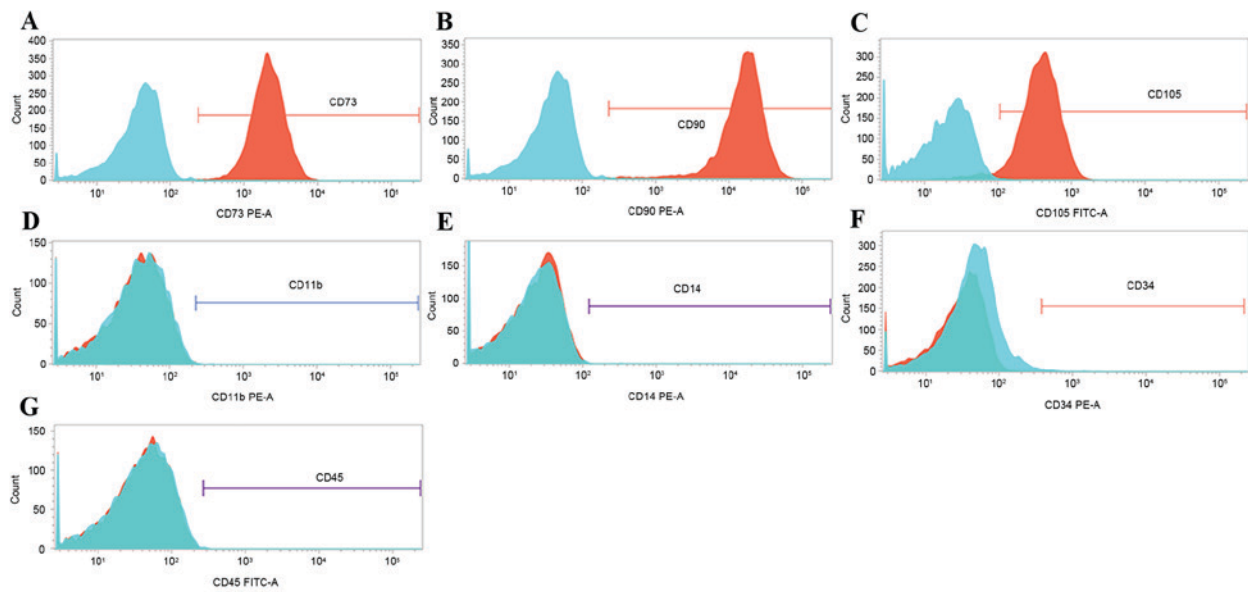 A
Count
400
350
300
250
200
150
100
50
0
CD73
10¹ 10² 10³ 10⁴ 10⁵
CD73 PE-A
B
Count
350
300
250
200
150
100
50
0
CD90
10¹ 10² 10³ 10⁴ 10⁵
CD90 PE-A
C
Count
300
250
200
150
100
50
0
CD105
10¹ 10² 10³ 10⁴ 10⁵
CD105 FITC-A
D
Count
150
100
50
0
CD11b
10¹ 10² 10³ 10⁴ 10⁵
CD11b PE-A
E
Count
150
100
50
0
CD14
10¹ 10² 10³ 10⁴ 10⁵
CD14 PE-A
F
Count
300
250
200
150
100
50
0
CD34
10¹ 10² 10³ 10⁴ 10⁵
CD34 PE-A
G
Count
150
100
50
0
CD45
10¹ 10² 10³ 10⁴ 10⁵
CD45 FITC-A